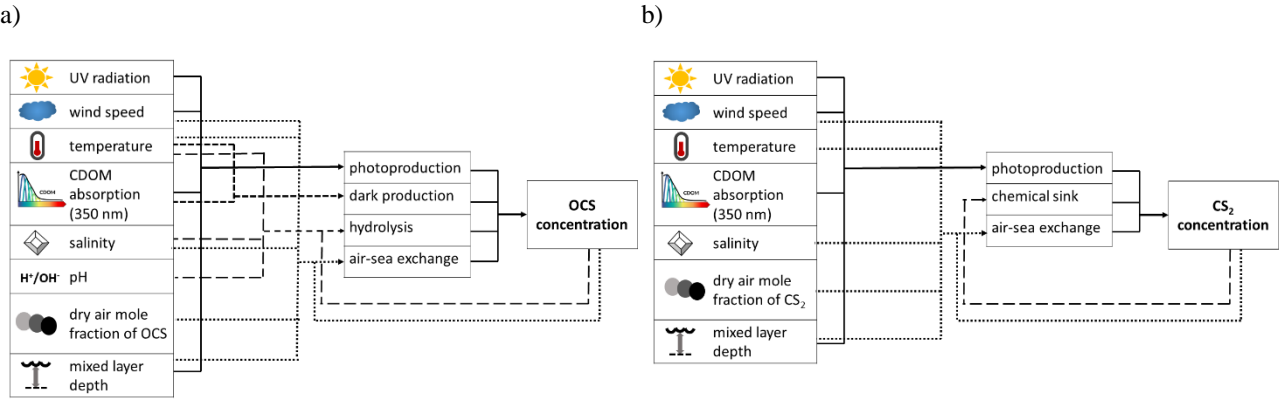 a)
UV radiation
wind speed
temperature
CDOM
CDOM
absorption
(350 nm)
salinity
H⁺/OH⁻ pH
dry air mole
fraction of OCS
mixed layer
depth
photoproduction
dark production
hydrolysis
air-sea exchange
OCS
concentration
b)
UV radiation
wind speed
temperature
CDOM
CDOM
absorption
(350 nm)
salinity
dry air mole
fraction of CS₂
mixed layer
depth
photoproduction
chemical sink
air-sea exchange
CS₂
concentration